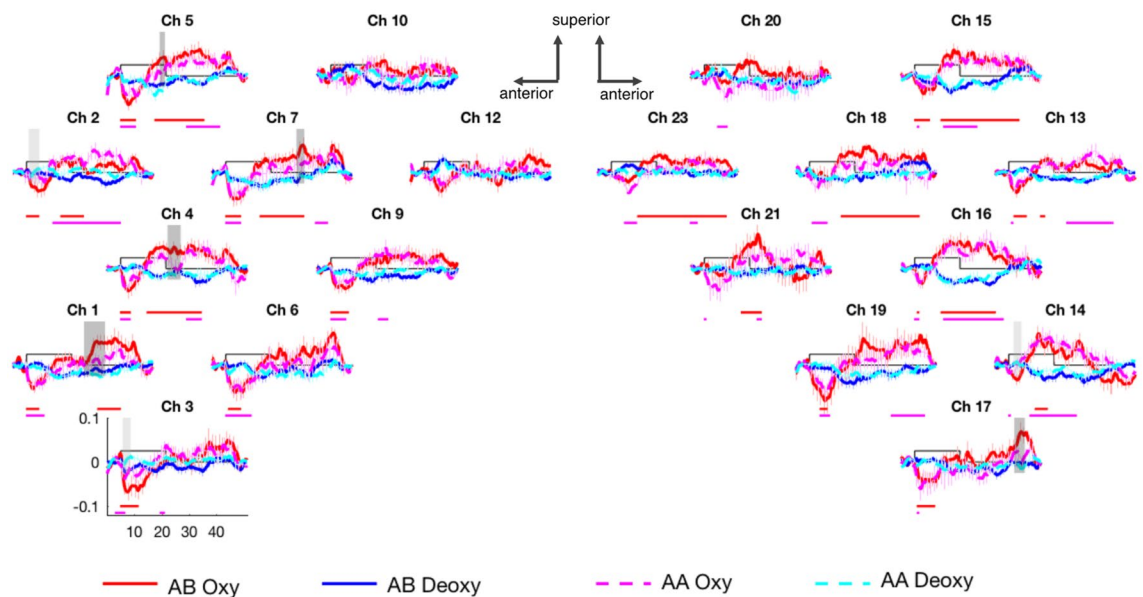 superior
Ch 5 Ch 10 Ch 20 Ch 15
anterior anterior
Ch 2 Ch 7 Ch 12 Ch 23 Ch 18 Ch 13
Ch 4 Ch 9 Ch 21 Ch 16
Ch 1 Ch 6 Ch 19 Ch 14
Ch 3 Ch 17
0.1
0
-0.1
10 20 30 40
AB Oxy AB Deoxy AA Oxy AA Deoxy